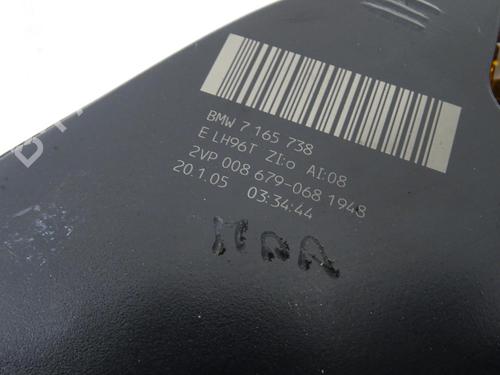 BMW 7 165 738
E LH96T ZI:0 AI:08
2VP 008 679-068 1948
20.1.05 03:34:44